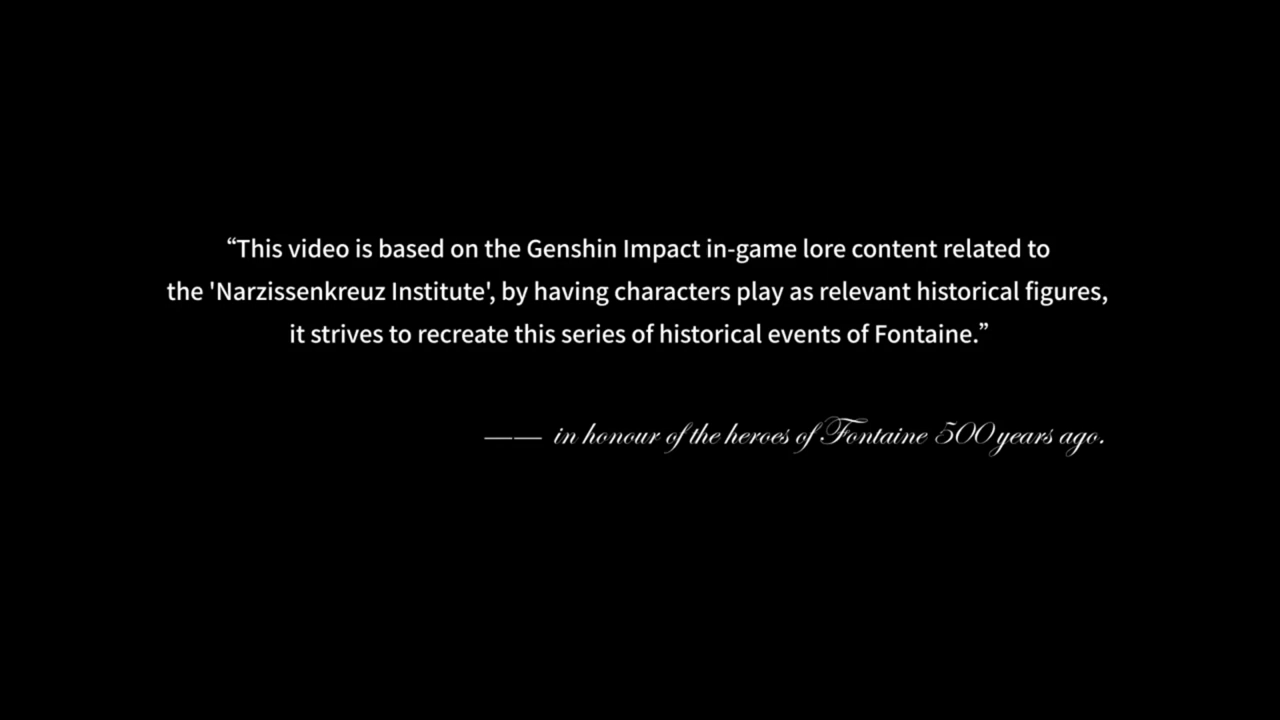 “This video is based on the Genshin Impact in-game lore content related to
the 'Narzissenkreuz Institute', by having characters play as relevant historical figures,
it strives to recreate this series of historical events of Fontaine.”
—— in honour of the heroes of Fontaine 500 years ago.